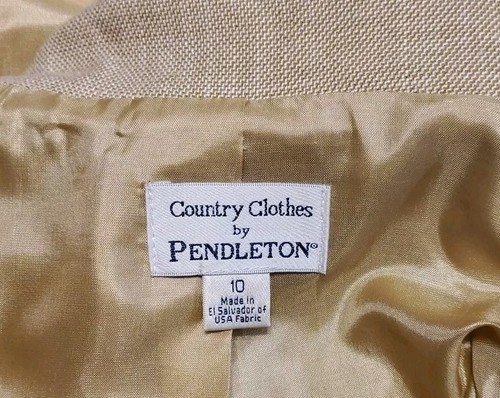 Country Clothes
by
PENDLETON®
10
Made in
El Salvador of
USA Fabric